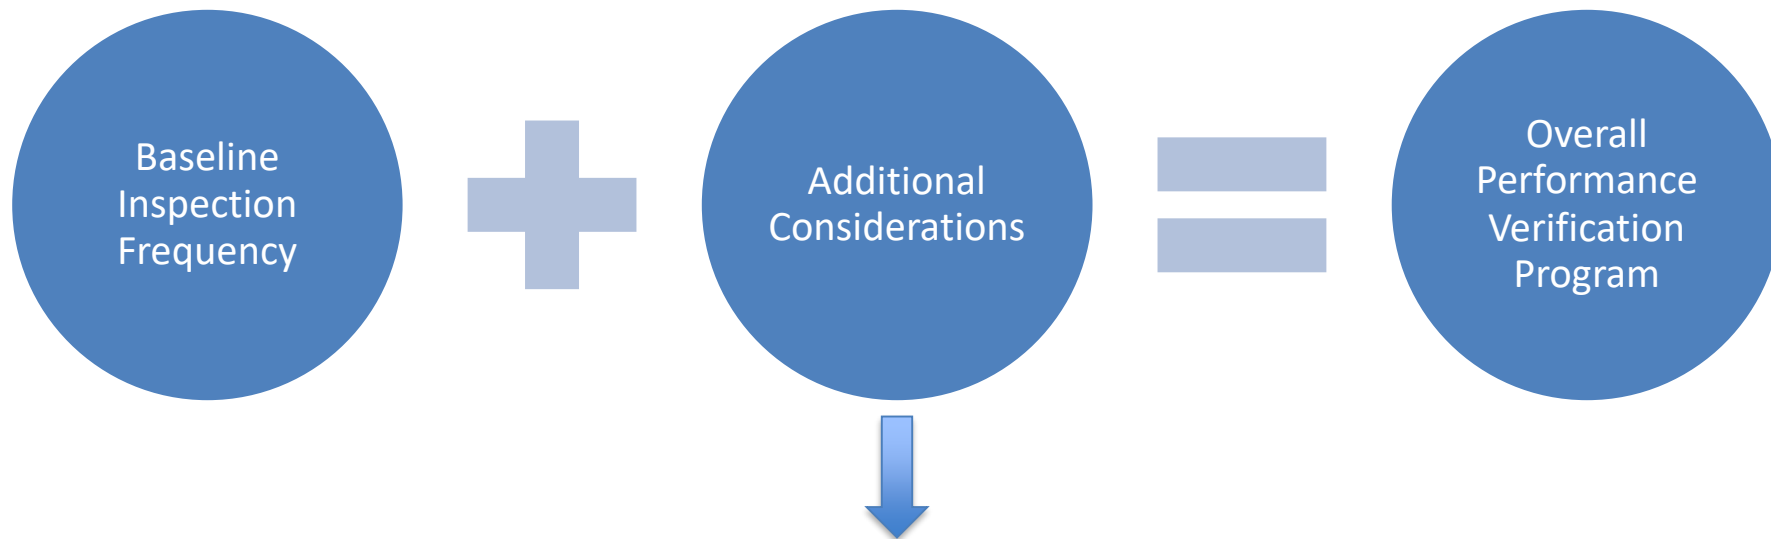 Baseline
Inspection
Frequency
Additional
Considerations
Overall
Performance
Verification
Program